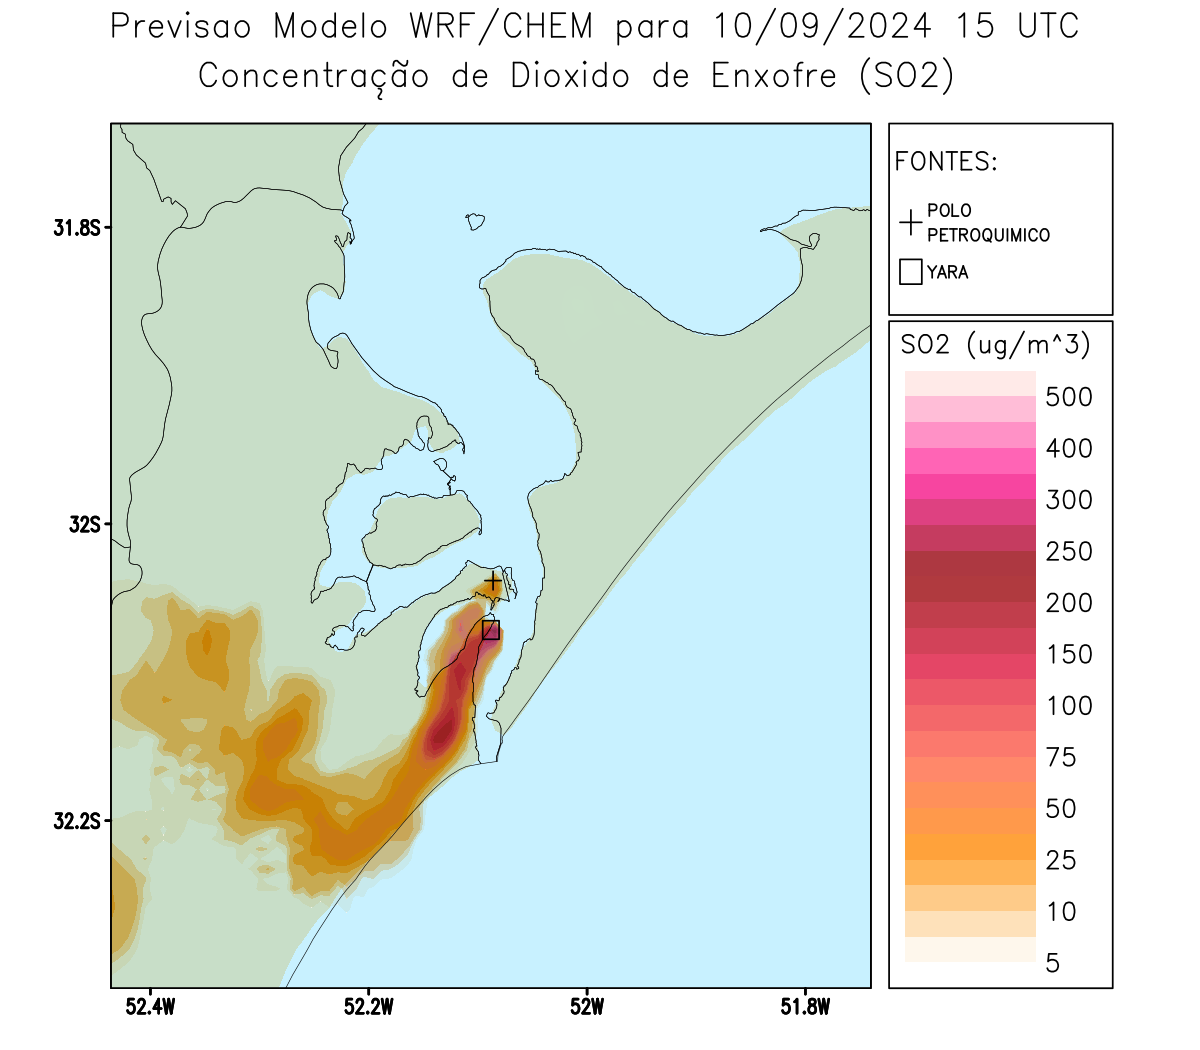 Previsao Modelo WRF/CHEM para 10/09/2024 15 UTC
Concentração de Dioxido de Enxofre (SO2)
FONTES:
POLO
PETROQUIMICO
YARA
SO2 (ug/m^3)
500
400
300
250
200
150
100
75
50
25
10
5
31.8S
32S
32.2S
52.4W
52.2W
52W
51.8W